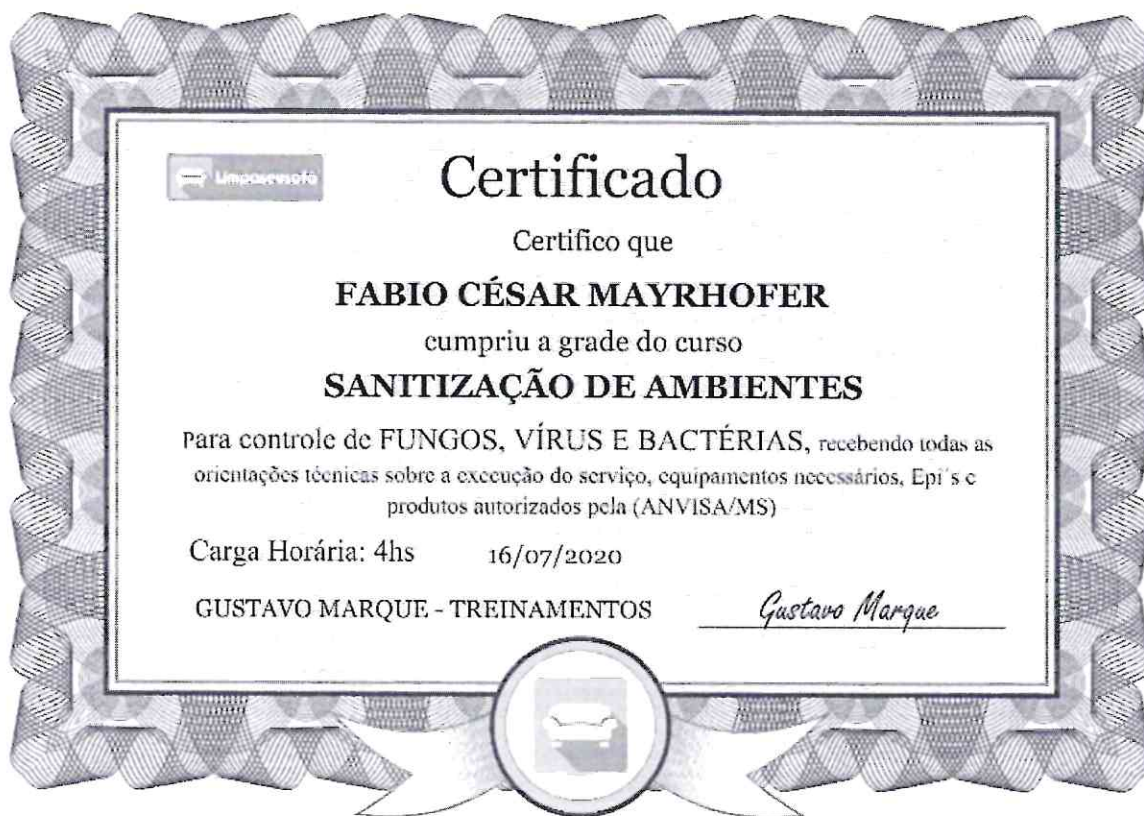 Limposeusofá
Certificado
Certifico que
FABIO CÉSAR MAYRHOFER
cumpriu a grade do curso
SANITIZAÇÃO DE AMBIENTES
Para controle de FUNGOS, VÍRUS E BACTÉRIAS, recebendo todas as
orientações técnicas sobre a execução do serviço, equipamentos necessários, Epi´s e
produtos autorizados pela (ANVISA/MS)
Carga Horária: 4hs 16/07/2020
GUSTAVO MARQUE - TREINAMENTOS Gustavo Marque